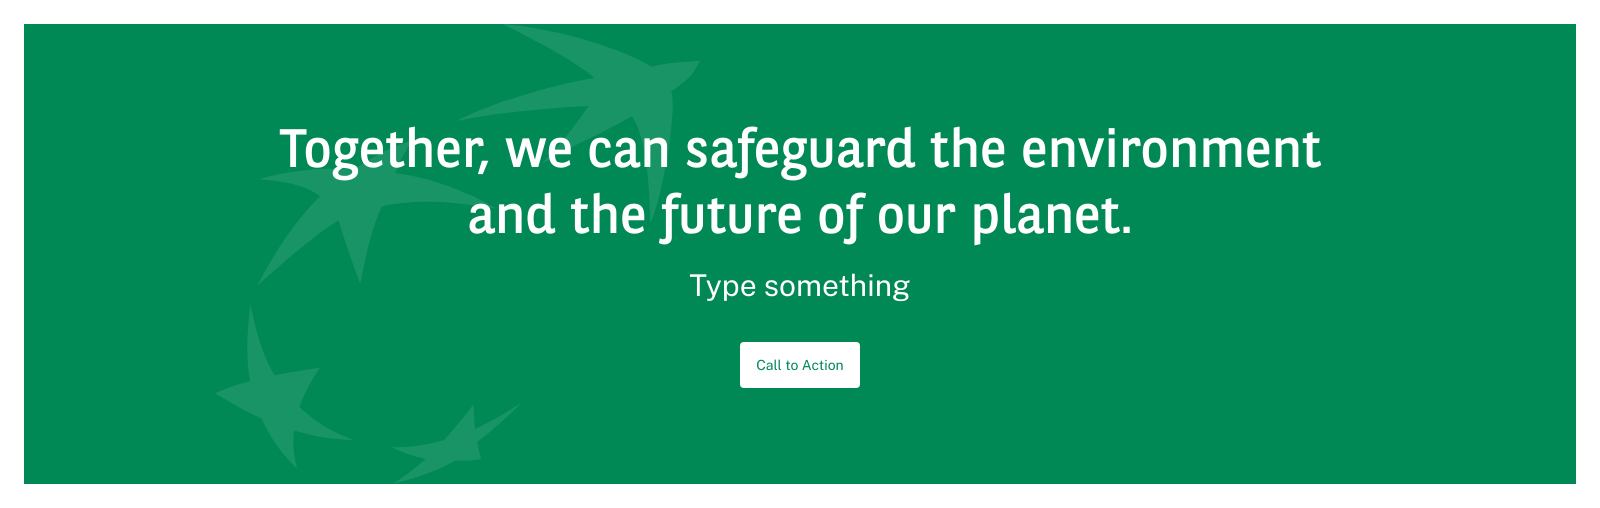 Together, we can safeguard the environment
and the future of our planet.
Type something
Call to Action